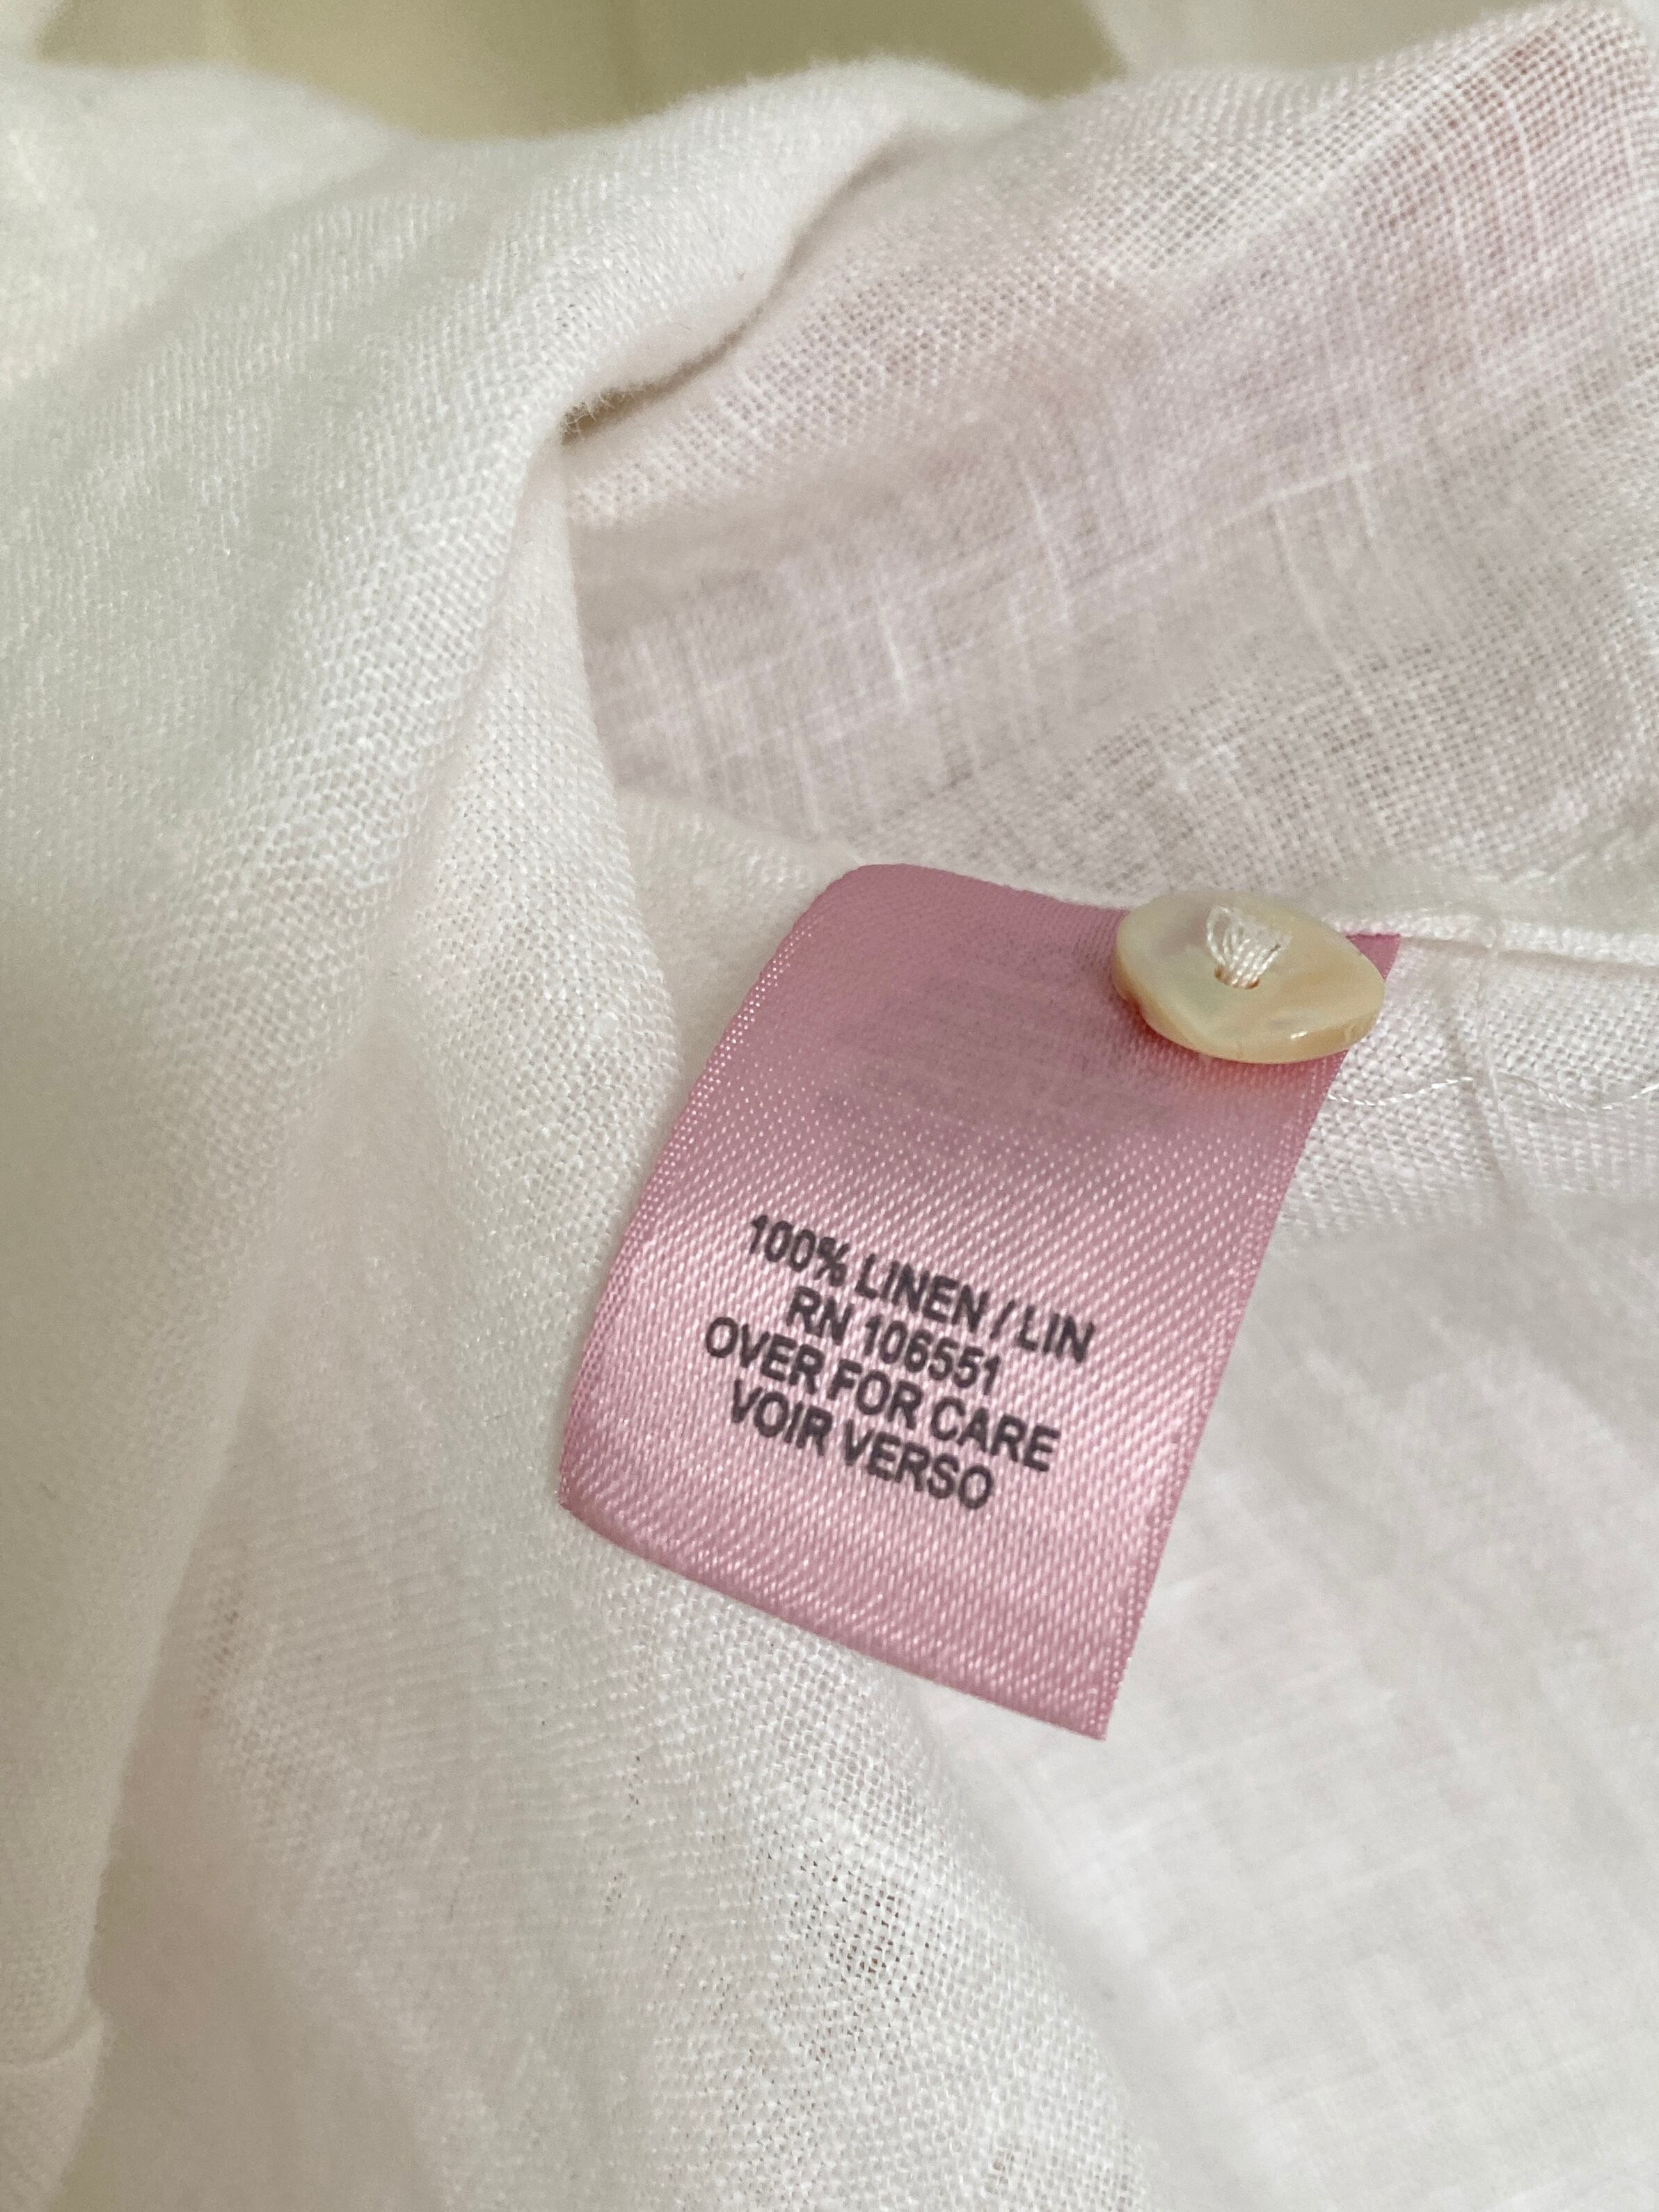 100% LINEN / LIN
RN 106551
OVER FOR CARE
VOIR VERSO